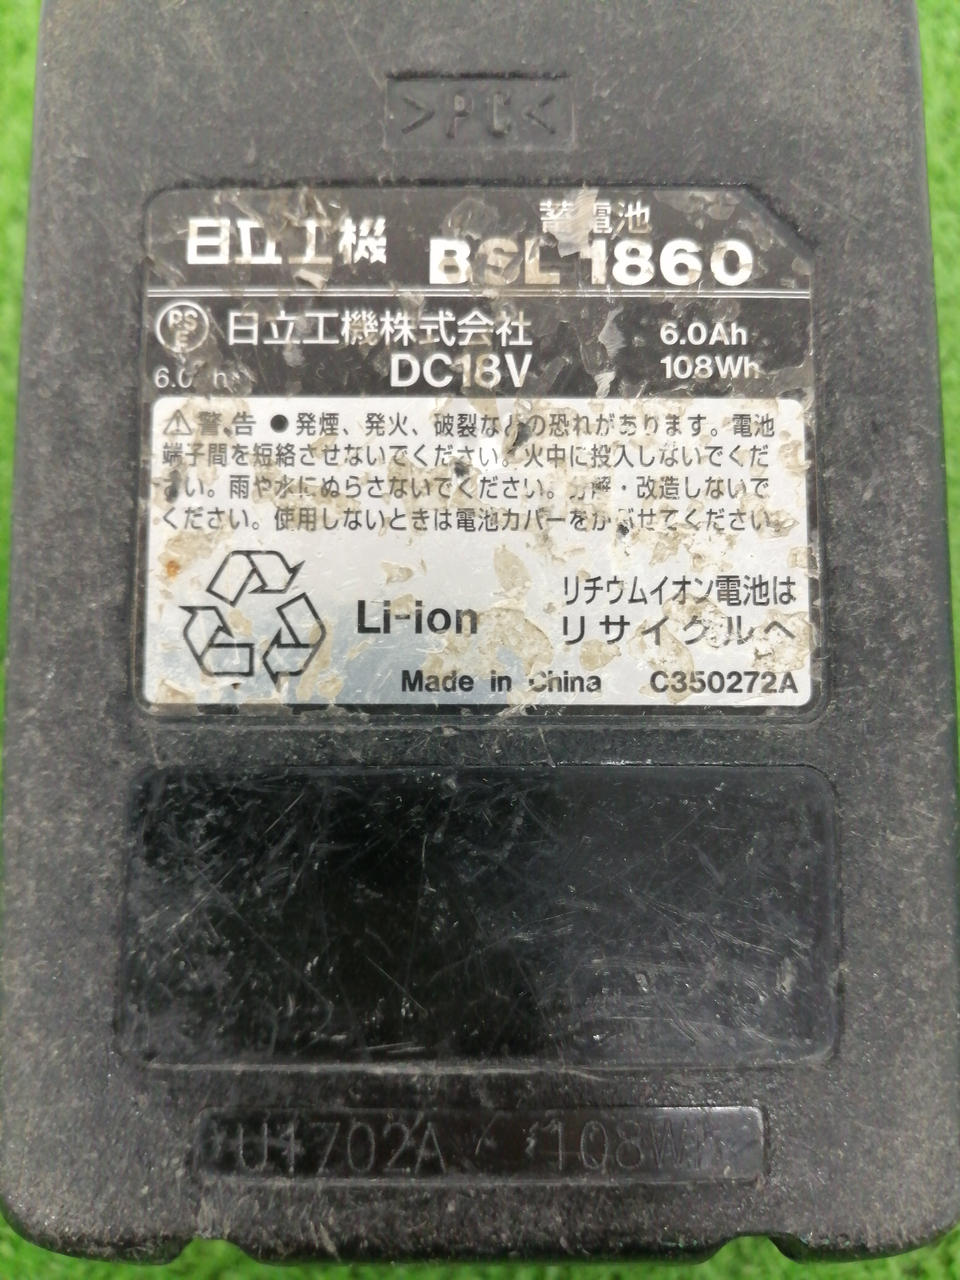 >PC<
蓄電池
日立工機 BSL1860
PS
E
日立工機株式会社 6.0Ah
6.0 DC18V 108Wh
⚠警告 ●発煙、発火、破裂などの恐れがあります。電池
端子間を短絡させないでください。火中に投入しないでくだ
さい。雨や水にぬらさないでください。分解・改造しないで
ください。使用しないときは電池カバーをかぶせてください。
Li-ion
リチウムイオン電池は
リサイクルへ
Made in China C350272A
U1702A / 108Wh